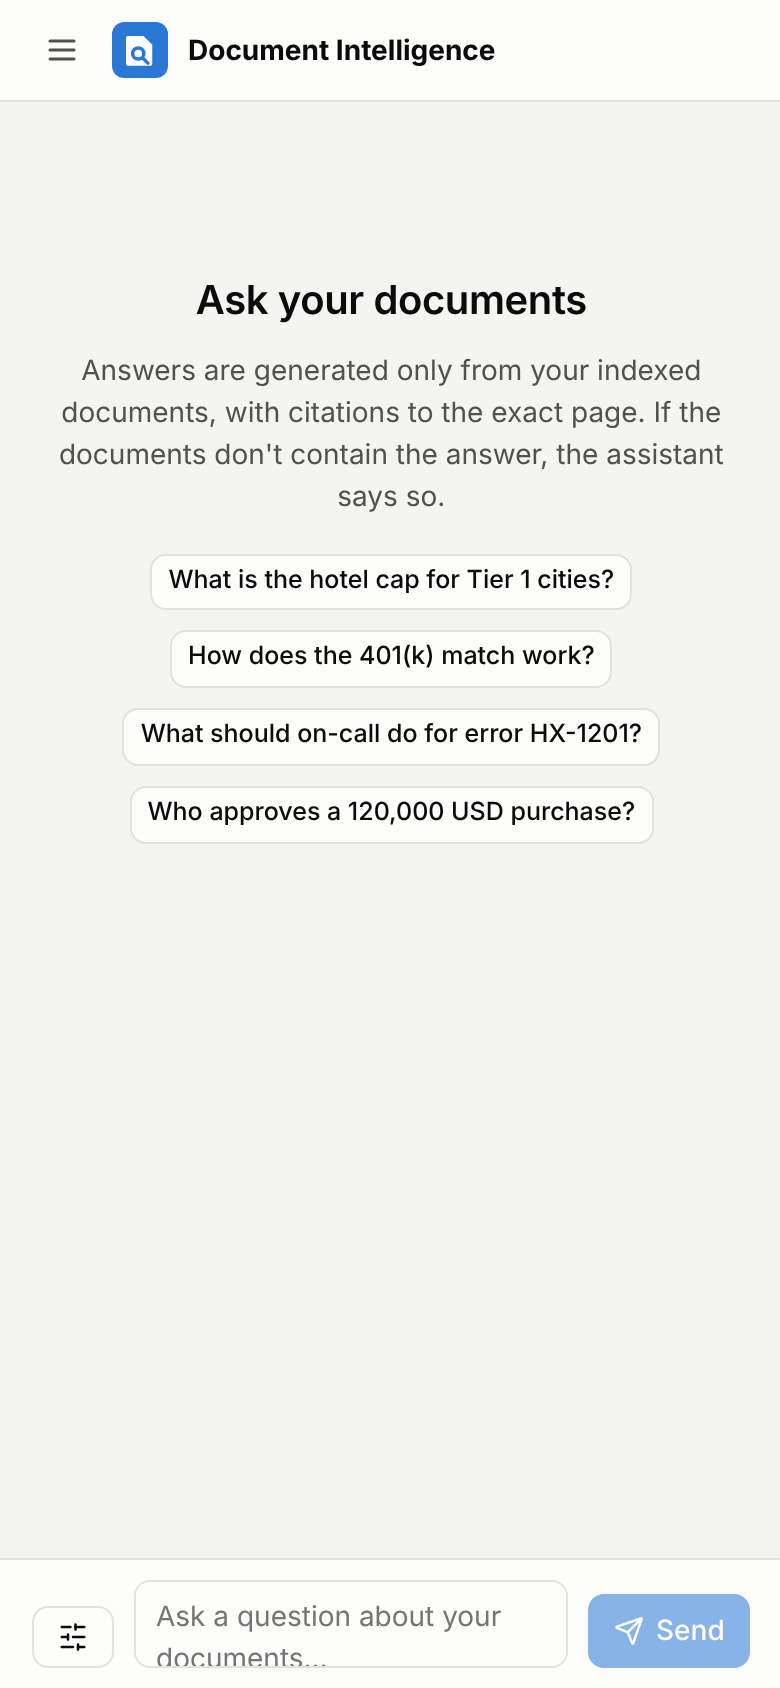 Document Intelligence
Ask your documents
Answers are generated only from your indexed
documents, with citations to the exact page. If the
documents don't contain the answer, the assistant
says so.
What is the hotel cap for Tier 1 cities?
How does the 401(k) match work?
What should on-call do for error HX-1201?
Who approves a 120,000 USD purchase?
Ask a question about your
documents...
Send